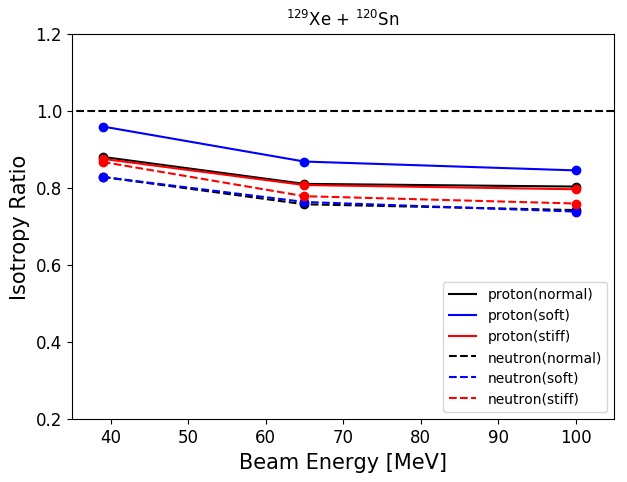 ¹²⁹Xe + ¹²⁰Sn
1.2
1.0
0.8
0.6
0.4
0.2
Isotropy Ratio
proton(normal)
proton(soft)
proton(stiff)
neutron(normal)
neutron(soft)
neutron(stiff)
40 50 60 70 80 90 100
Beam Energy [MeV]